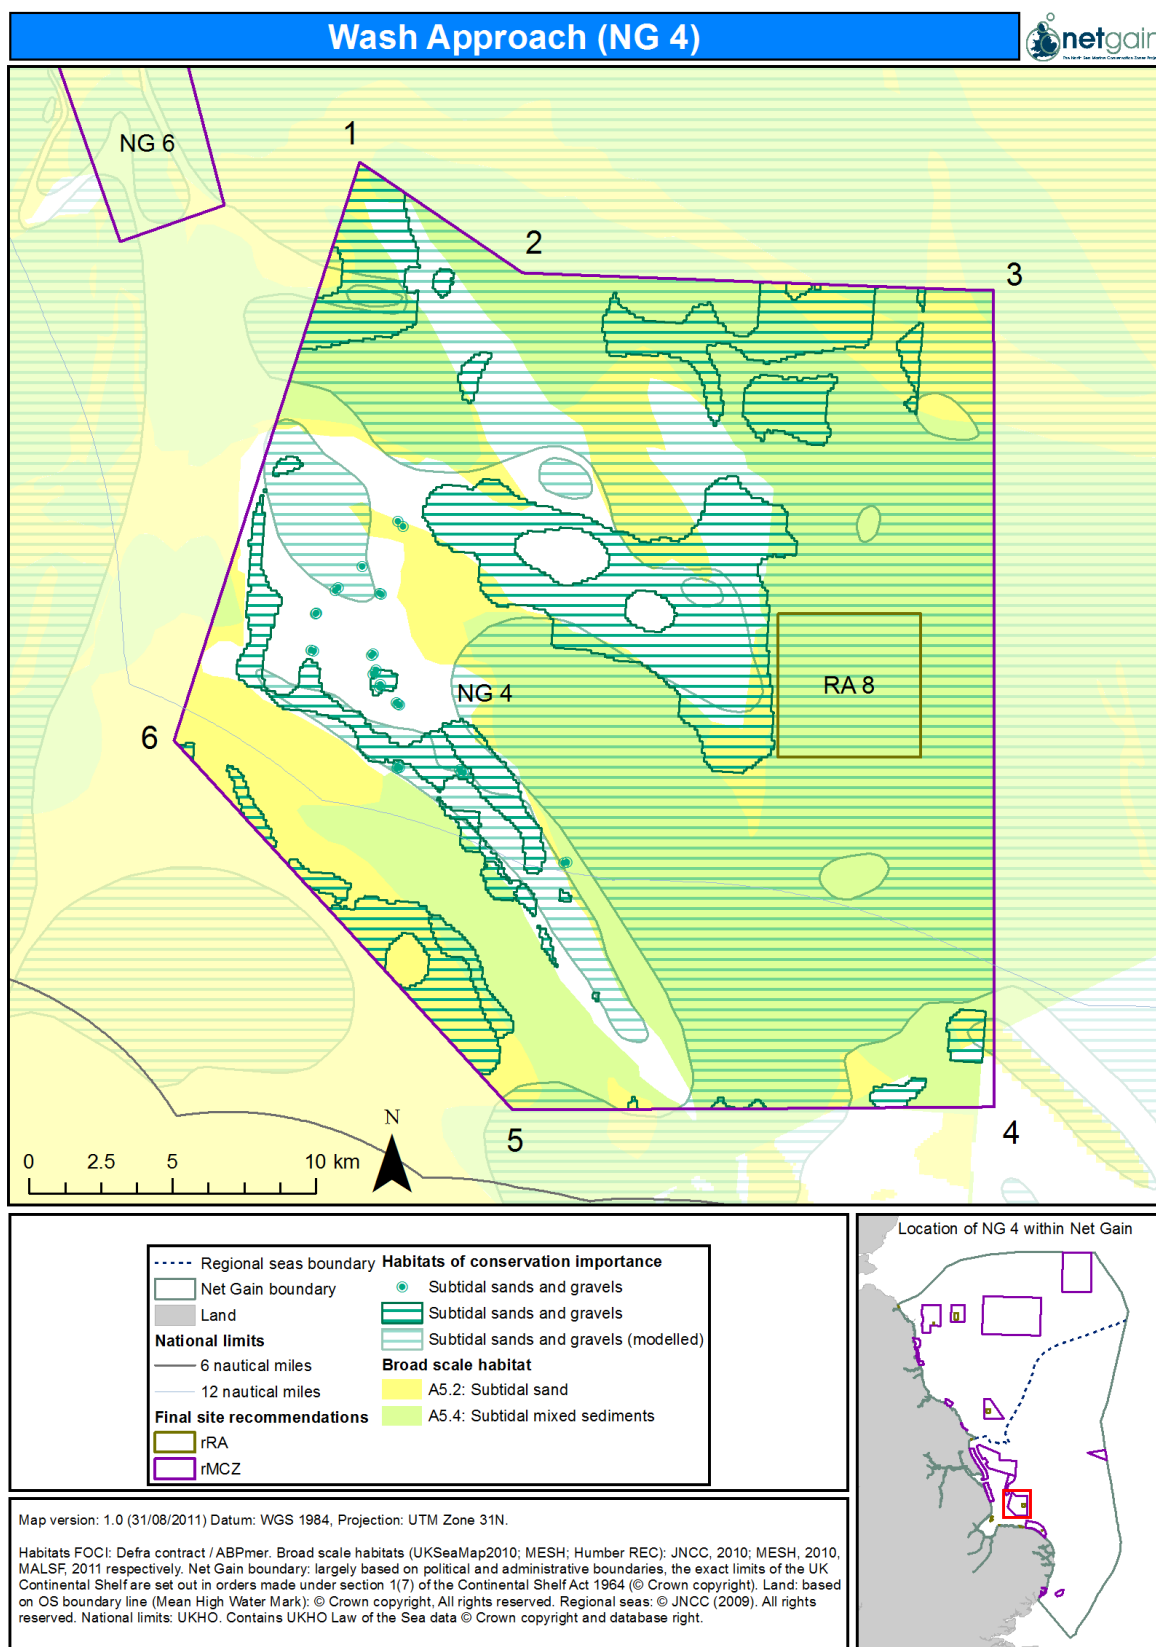 Wash Approach (NG 4)
netgain
NG 6
1
2
3
NG 4
RA 8
6
5
4
N
0 2.5 5 10 km
Location of NG 4 within Net Gain
Regional seas boundary
Net Gain boundary
Land
National limits
6 nautical miles
12 nautical miles
Final site recommendations
rRA
rMCZ
Habitats of conservation importance
Subtidal sands and gravels
Subtidal sands and gravels
Subtidal sands and gravels (modelled)
Broad scale habitat
A5.2: Subtidal sand
A5.4: Subtidal mixed sediments
Map version: 1.0 (31/08/2011) Datum: WGS 1984, Projection: UTM Zone 31N.
Habitats FOCI: Defra contract / ABPmer. Broad scale habitats (UKSeaMap2010; MESH; Humber REC): JNCC, 2010; MESH, 2010,
MALSF, 2011 respectively. Net Gain boundary: largely based on political and administrative boundaries, the exact limits of the UK
Continental Shelf are set out in orders made under section 1(7) of the Continental Shelf Act 1964 (© Crown copyright). Land: based
on OS boundary line (Mean High Water Mark): © Crown copyright, All rights reserved. Regional seas: © JNCC (2009). All rights
reserved. National limits: UKHO. Contains UKHO Law of the Sea data © Crown copyright and database right.